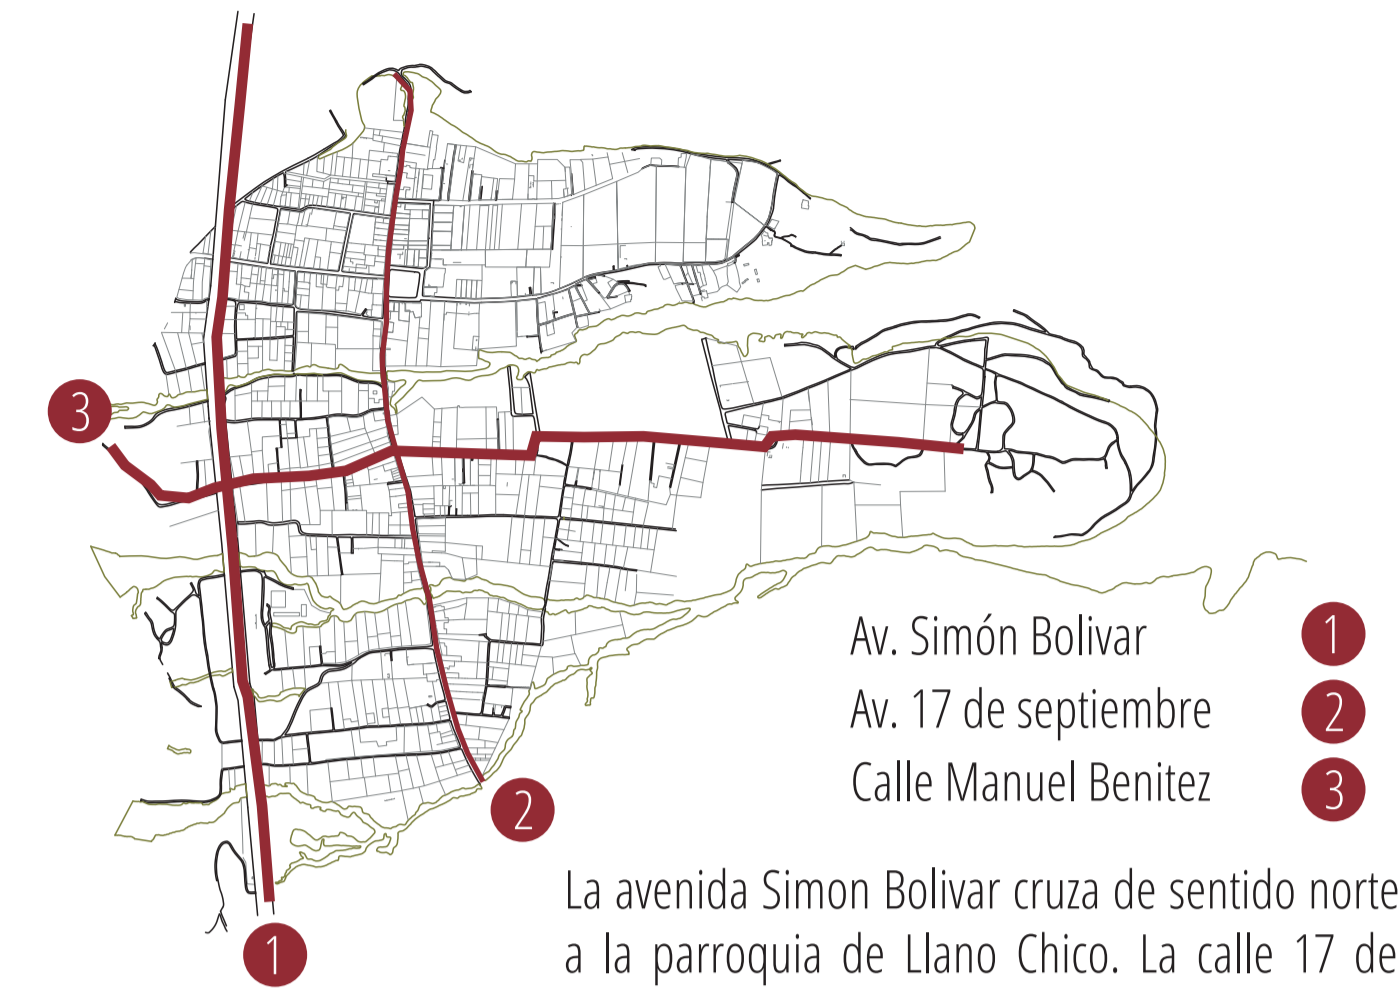 3
Av. Simón Bolivar 1
Av. 17 de septiembre 2
Calle Manuel Benitez 3
2
La avenida Simon Bolivar cruza de sentido norte
a la parroquia de Llano Chico. La calle 17 de
1